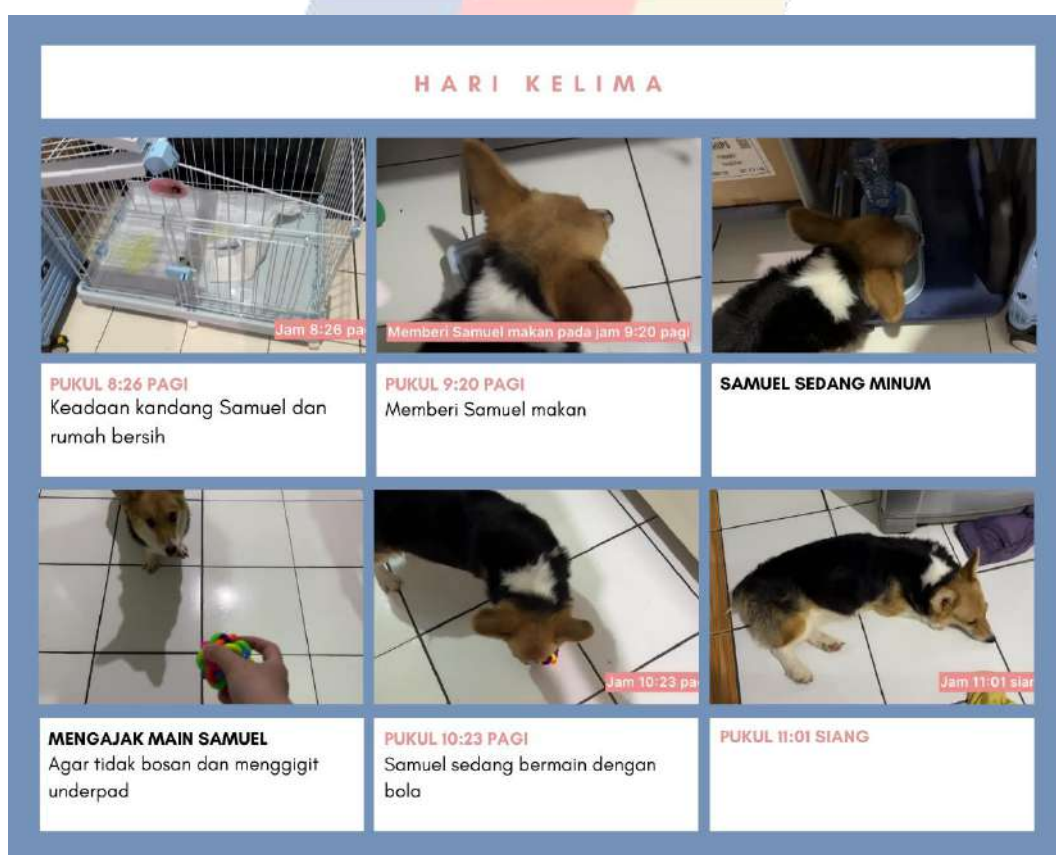 HARI KELIMA
Jam 8:26 pa
Memberi Samuel makan pada jam 9:20 pagi
PUKUL 8:26 PAGI
Keadaan kandang Samuel dan
rumah bersih
PUKUL 9:20 PAGI
Memberi Samuel makan
SAMUEL SEDANG MINUM
Jam 10:23 pa
Jam 11:01 siar
MENGAJAK MAIN SAMUEL
Agar tidak bosan dan menggigit
underpad
PUKUL 10:23 PAGI
Samuel sedang bermain dengan
bola
PUKUL 11:01 SIANG